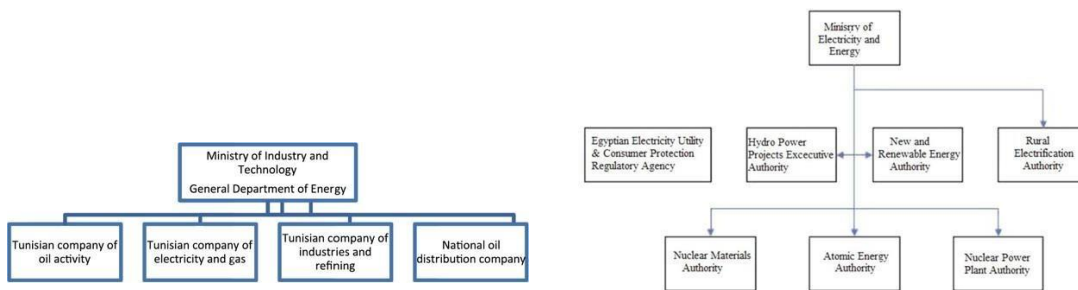 Ministry of Industry and
Technology
General Department of Energy
Tunisian company of
oil activity
Tunisian company of
electricity and gas
Tunisian company of
industries and
refining
National oil
distribution company
Minisrry of
Electricity and
Energy
Egyptian Electricity Utility
& Consumer Protection
Regulatory Agency
Hydro Power
Projects Excecutive
Authority
New and
Renewable Energy
Authority
Rural
Electrification
Authority
Nuclear Materials
Authority
Atomic Energy
Authority
Nuclear Power
Plant Authority